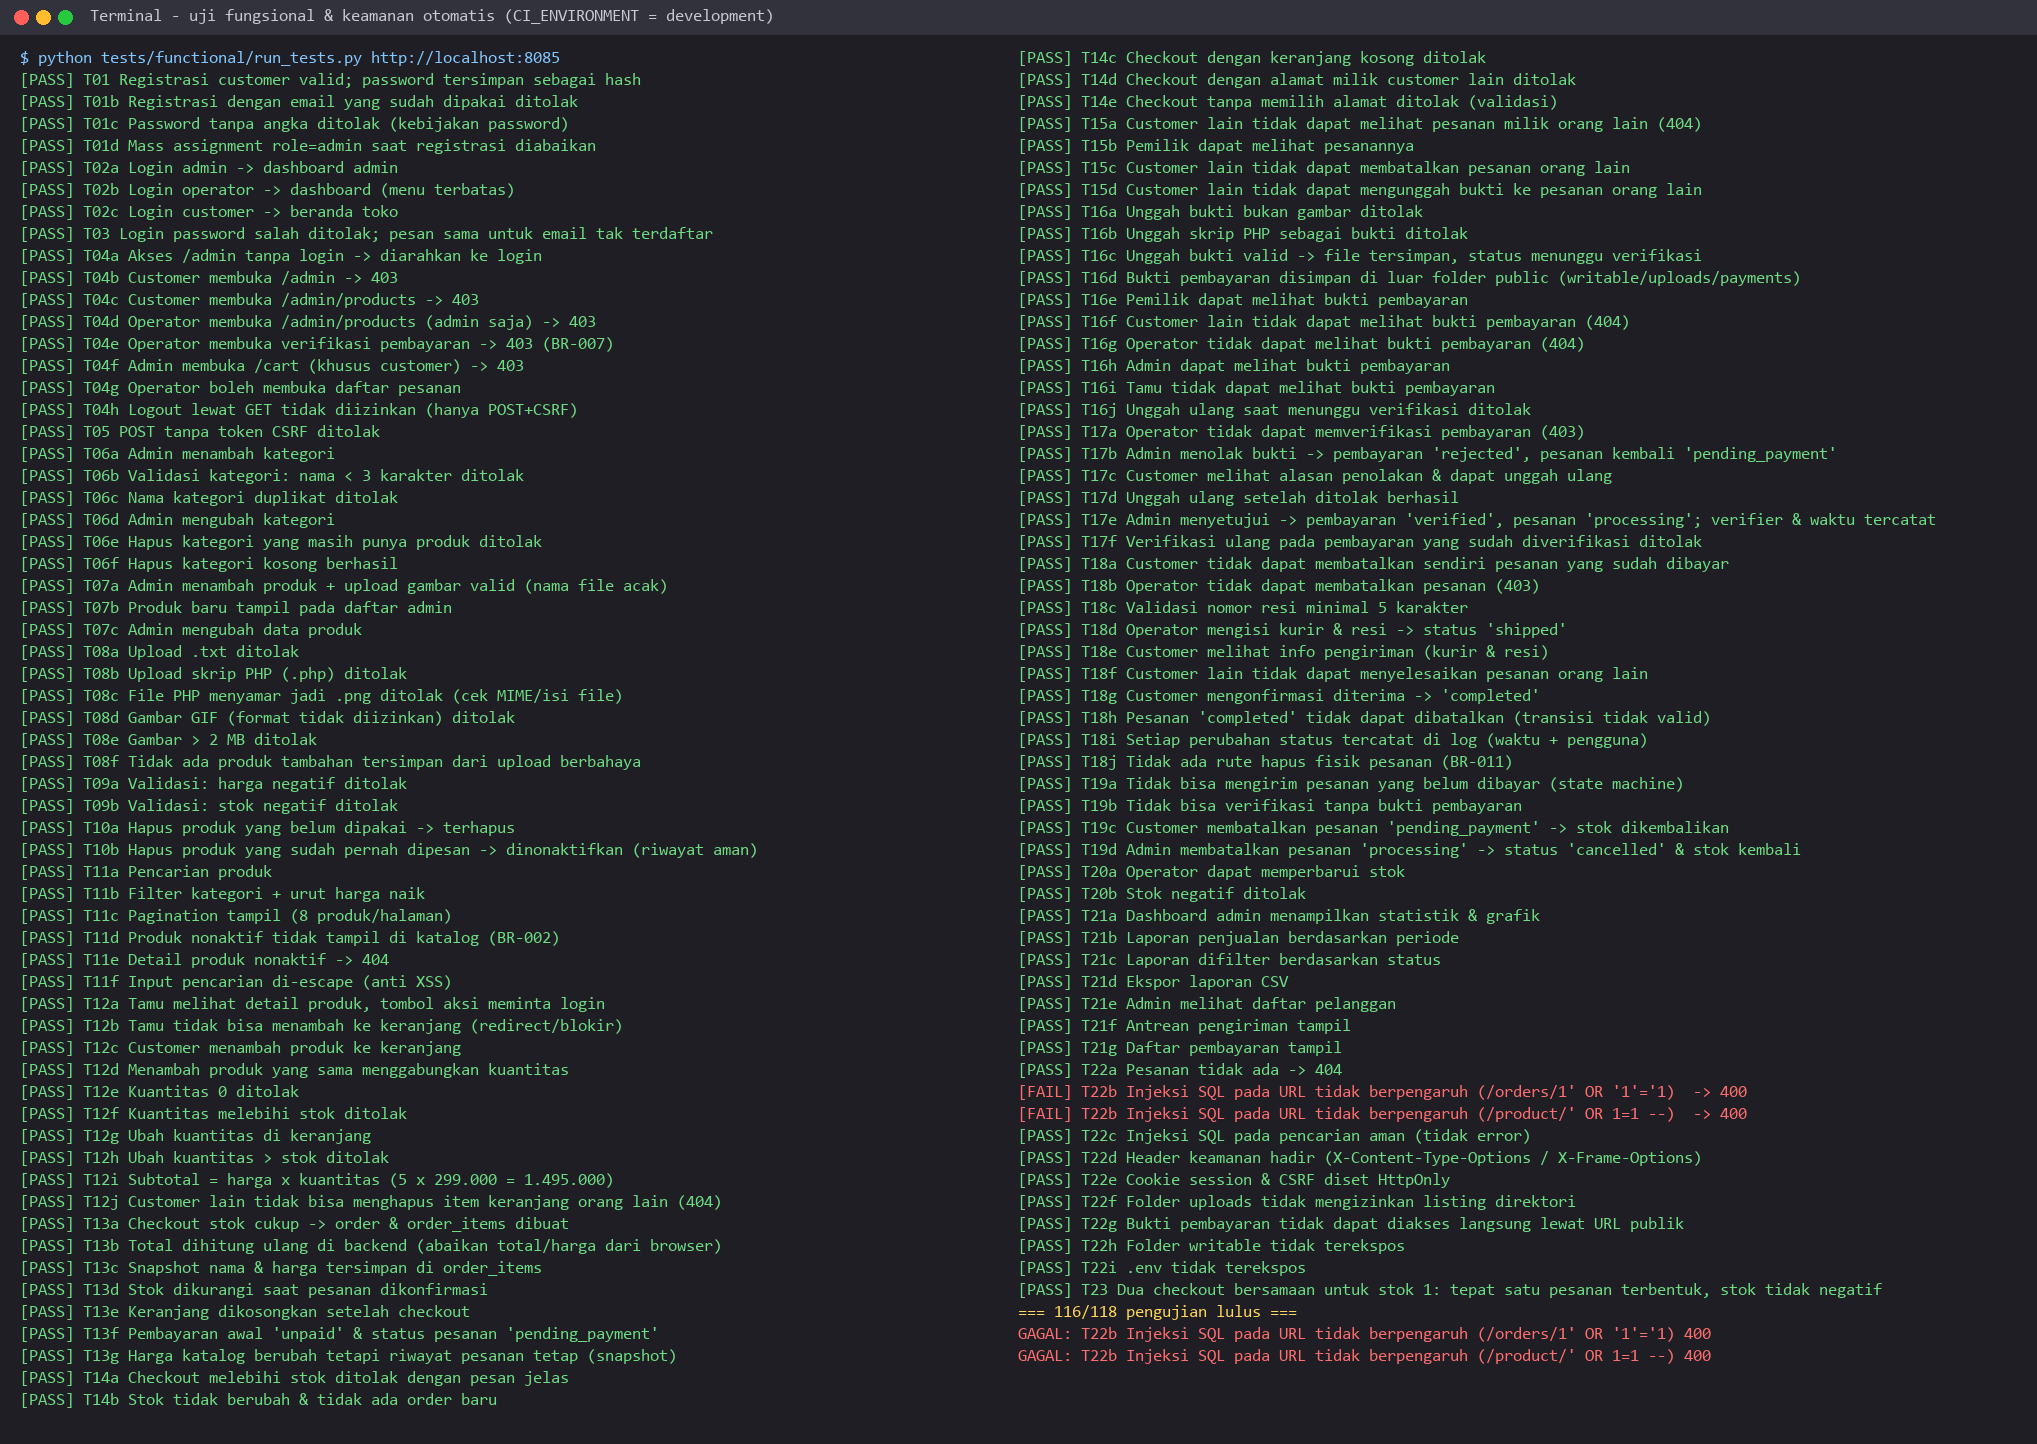 Terminal - uji fungsional & keamanan otomatis (CI_ENVIRONMENT = development)
$ python tests/functional/run_tests.py http://localhost:8085
[PASS] T01 Registrasi customer valid; password tersimpan sebagai hash
[PASS] T01b Registrasi dengan email yang sudah dipakai ditolak
[PASS] T01c Password tanpa angka ditolak (kebijakan password)
[PASS] T01d Mass assignment role=admin saat registrasi diabaikan
[PASS] T02a Login admin -> dashboard admin
[PASS] T02b Login operator -> dashboard (menu terbatas)
[PASS] T02c Login customer -> beranda toko
[PASS] T03 Login password salah ditolak; pesan sama untuk email tak terdaftar
[PASS] T04a Akses /admin tanpa login -> diarahkan ke login
[PASS] T04b Customer membuka /admin -> 403
[PASS] T04c Customer membuka /admin/products -> 403
[PASS] T04d Operator membuka /admin/products (admin saja) -> 403
[PASS] T04e Operator membuka verifikasi pembayaran -> 403 (BR-007)
[PASS] T04f Admin membuka /cart (khusus customer) -> 403
[PASS] T04g Operator boleh membuka daftar pesanan
[PASS] T04h Logout lewat GET tidak diizinkan (hanya POST+CSRF)
[PASS] T05 POST tanpa token CSRF ditolak
[PASS] T06a Admin menambah kategori
[PASS] T06b Validasi kategori: nama < 3 karakter ditolak
[PASS] T06c Nama kategori duplikat ditolak
[PASS] T06d Admin mengubah kategori
[PASS] T06e Hapus kategori yang masih punya produk ditolak
[PASS] T06f Hapus kategori kosong berhasil
[PASS] T07a Admin menambah produk + upload gambar valid (nama file acak)
[PASS] T07b Produk baru tampil pada daftar admin
[PASS] T07c Admin mengubah data produk
[PASS] T08a Upload .txt ditolak
[PASS] T08b Upload skrip PHP (.php) ditolak
[PASS] T08c File PHP menyamar jadi .png ditolak (cek MIME/isi file)
[PASS] T08d Gambar GIF (format tidak diizinkan) ditolak
[PASS] T08e Gambar > 2 MB ditolak
[PASS] T08f Tidak ada produk tambahan tersimpan dari upload berbahaya
[PASS] T09a Validasi: harga negatif ditolak
[PASS] T09b Validasi: stok negatif ditolak
[PASS] T10a Hapus produk yang belum dipakai -> terhapus
[PASS] T10b Hapus produk yang sudah pernah dipesan -> dinonaktifkan (riwayat aman)
[PASS] T11a Pencarian produk
[PASS] T11b Filter kategori + urut harga naik
[PASS] T11c Pagination tampil (8 produk/halaman)
[PASS] T11d Produk nonaktif tidak tampil di katalog (BR-002)
[PASS] T11e Detail produk nonaktif -> 404
[PASS] T11f Input pencarian di-escape (anti XSS)
[PASS] T12a Tamu melihat detail produk, tombol aksi meminta login
[PASS] T12b Tamu tidak bisa menambah ke keranjang (redirect/blokir)
[PASS] T12c Customer menambah produk ke keranjang
[PASS] T12d Menambah produk yang sama menggabungkan kuantitas
[PASS] T12e Kuantitas 0 ditolak
[PASS] T12f Kuantitas melebihi stok ditolak
[PASS] T12g Ubah kuantitas di keranjang
[PASS] T12h Ubah kuantitas > stok ditolak
[PASS] T12i Subtotal = harga x kuantitas (5 x 299.000 = 1.495.000)
[PASS] T12j Customer lain tidak bisa menghapus item keranjang orang lain (404)
[PASS] T13a Checkout stok cukup -> order & order_items dibuat
[PASS] T13b Total dihitung ulang di backend (abaikan total/harga dari browser)
[PASS] T13c Snapshot nama & harga tersimpan di order_items
[PASS] T13d Stok dikurangi saat pesanan dikonfirmasi
[PASS] T13e Keranjang dikosongkan setelah checkout
[PASS] T13f Pembayaran awal 'unpaid' & status pesanan 'pending_payment'
[PASS] T13g Harga katalog berubah tetapi riwayat pesanan tetap (snapshot)
[PASS] T14a Checkout melebihi stok ditolak dengan pesan jelas
[PASS] T14b Stok tidak berubah & tidak ada order baru
[PASS] T14c Checkout dengan keranjang kosong ditolak
[PASS] T14d Checkout dengan alamat milik customer lain ditolak
[PASS] T14e Checkout tanpa memilih alamat ditolak (validasi)
[PASS] T15a Customer lain tidak dapat melihat pesanan milik orang lain (404)
[PASS] T15b Pemilik dapat melihat pesanannya
[PASS] T15c Customer lain tidak dapat membatalkan pesanan orang lain
[PASS] T15d Customer lain tidak dapat mengunggah bukti ke pesanan orang lain
[PASS] T16a Unggah bukti bukan gambar ditolak
[PASS] T16b Unggah skrip PHP sebagai bukti ditolak
[PASS] T16c Unggah bukti valid -> file tersimpan, status menunggu verifikasi
[PASS] T16d Bukti pembayaran disimpan di luar folder public (writable/uploads/payments)
[PASS] T16e Pemilik dapat melihat bukti pembayaran
[PASS] T16f Customer lain tidak dapat melihat bukti pembayaran (404)
[PASS] T16g Operator tidak dapat melihat bukti pembayaran (404)
[PASS] T16h Admin dapat melihat bukti pembayaran
[PASS] T16i Tamu tidak dapat melihat bukti pembayaran
[PASS] T16j Unggah ulang saat menunggu verifikasi ditolak
[PASS] T17a Operator tidak dapat memverifikasi pembayaran (403)
[PASS] T17b Admin menolak bukti -> pembayaran 'rejected', pesanan kembali 'pending_payment'
[PASS] T17c Customer melihat alasan penolakan & dapat unggah ulang
[PASS] T17d Unggah ulang setelah ditolak berhasil
[PASS] T17e Admin menyetujui -> pembayaran 'verified', pesanan 'processing'; verifier & waktu tercatat
[PASS] T17f Verifikasi ulang pada pembayaran yang sudah diverifikasi ditolak
[PASS] T18a Customer tidak dapat membatalkan sendiri pesanan yang sudah dibayar
[PASS] T18b Operator tidak dapat membatalkan pesanan (403)
[PASS] T18c Validasi nomor resi minimal 5 karakter
[PASS] T18d Operator mengisi kurir & resi -> status 'shipped'
[PASS] T18e Customer melihat info pengiriman (kurir & resi)
[PASS] T18f Customer lain tidak dapat menyelesaikan pesanan orang lain
[PASS] T18g Customer mengonfirmasi diterima -> 'completed'
[PASS] T18h Pesanan 'completed' tidak dapat dibatalkan (transisi tidak valid)
[PASS] T18i Setiap perubahan status tercatat di log (waktu + pengguna)
[PASS] T18j Tidak ada rute hapus fisik pesanan (BR-011)
[PASS] T19a Tidak bisa mengirim pesanan yang belum dibayar (state machine)
[PASS] T19b Tidak bisa verifikasi tanpa bukti pembayaran
[PASS] T19c Customer membatalkan pesanan 'pending_payment' -> stok dikembalikan
[PASS] T19d Admin membatalkan pesanan 'processing' -> status 'cancelled' & stok kembali
[PASS] T20a Operator dapat memperbarui stok
[PASS] T20b Stok negatif ditolak
[PASS] T21a Dashboard admin menampilkan statistik & grafik
[PASS] T21b Laporan penjualan berdasarkan periode
[PASS] T21c Laporan difilter berdasarkan status
[PASS] T21d Ekspor laporan CSV
[PASS] T21e Admin melihat daftar pelanggan
[PASS] T21f Antrean pengiriman tampil
[PASS] T21g Daftar pembayaran tampil
[PASS] T22a Pesanan tidak ada -> 404
[FAIL] T22b Injeksi SQL pada URL tidak berpengaruh (/orders/1' OR '1'='1)  -> 400
[FAIL] T22b Injeksi SQL pada URL tidak berpengaruh (/product/' OR 1=1 --)  -> 400
[PASS] T22c Injeksi SQL pada pencarian aman (tidak error)
[PASS] T22d Header keamanan hadir (X-Content-Type-Options / X-Frame-Options)
[PASS] T22e Cookie session & CSRF diset HttpOnly
[PASS] T22f Folder uploads tidak mengizinkan listing direktori
[PASS] T22g Bukti pembayaran tidak dapat diakses langsung lewat URL publik
[PASS] T22h Folder writable tidak terekspos
[PASS] T22i .env tidak terekspos
[PASS] T23 Dua checkout bersamaan untuk stok 1: tepat satu pesanan terbentuk, stok tidak negatif
=== 116/118 pengujian lulus ===
GAGAL: T22b Injeksi SQL pada URL tidak berpengaruh (/orders/1' OR '1'='1) 400
GAGAL: T22b Injeksi SQL pada URL tidak berpengaruh (/product/' OR 1=1 --) 400